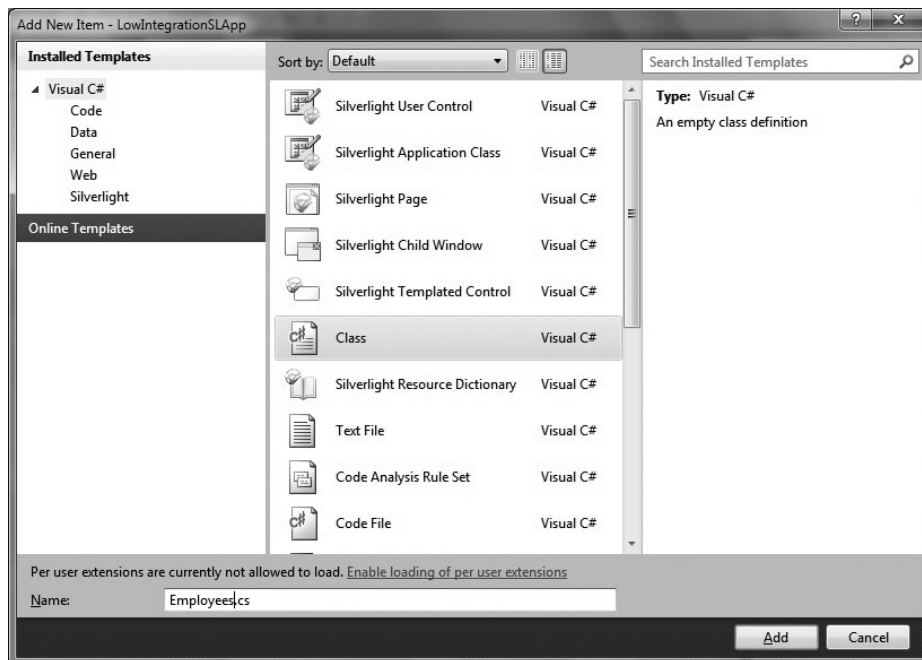 Add New Item - LowIntegrationSLApp
Installed Templates
Visual C#
Code
Data
General
Web
Silverlight
Online Templates
Sort by: Default
Silverlight User Control Visual C#
Silverlight Application Class Visual C#
Silverlight Page Visual C#
Silverlight Child Window Visual C#
Silverlight Templated Control Visual C#
Class Visual C#
Silverlight Resource Dictionary Visual C#
Text File Visual C#
Code Analysis Rule Set Visual C#
Code File Visual C#
Search Installed Templates
Type: Visual C#
An empty class definition
Per user extensions are currently not allowed to load. Enable loading of per user extensions
Name: Employees.cs
Add Cancel